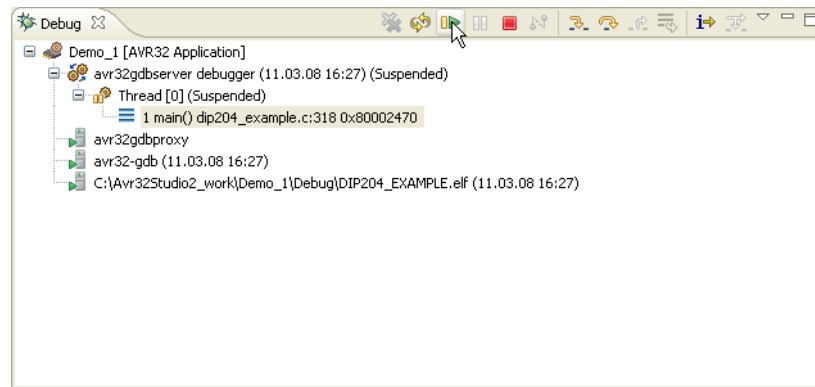 Debug
Demo_1 [AVR32 Application]
avr32gdbserver debugger (11.03.08 16:27) (Suspended)
Thread [0] (Suspended)
1 main() dip204_example.c:318 0x80002470
avr32gdbproxy
avr32-gdb (11.03.08 16:27)
C:\Avr32Studio2_work\Demo_1\Debug\DIP204_EXAMPLE.elf (11.03.08 16:27)